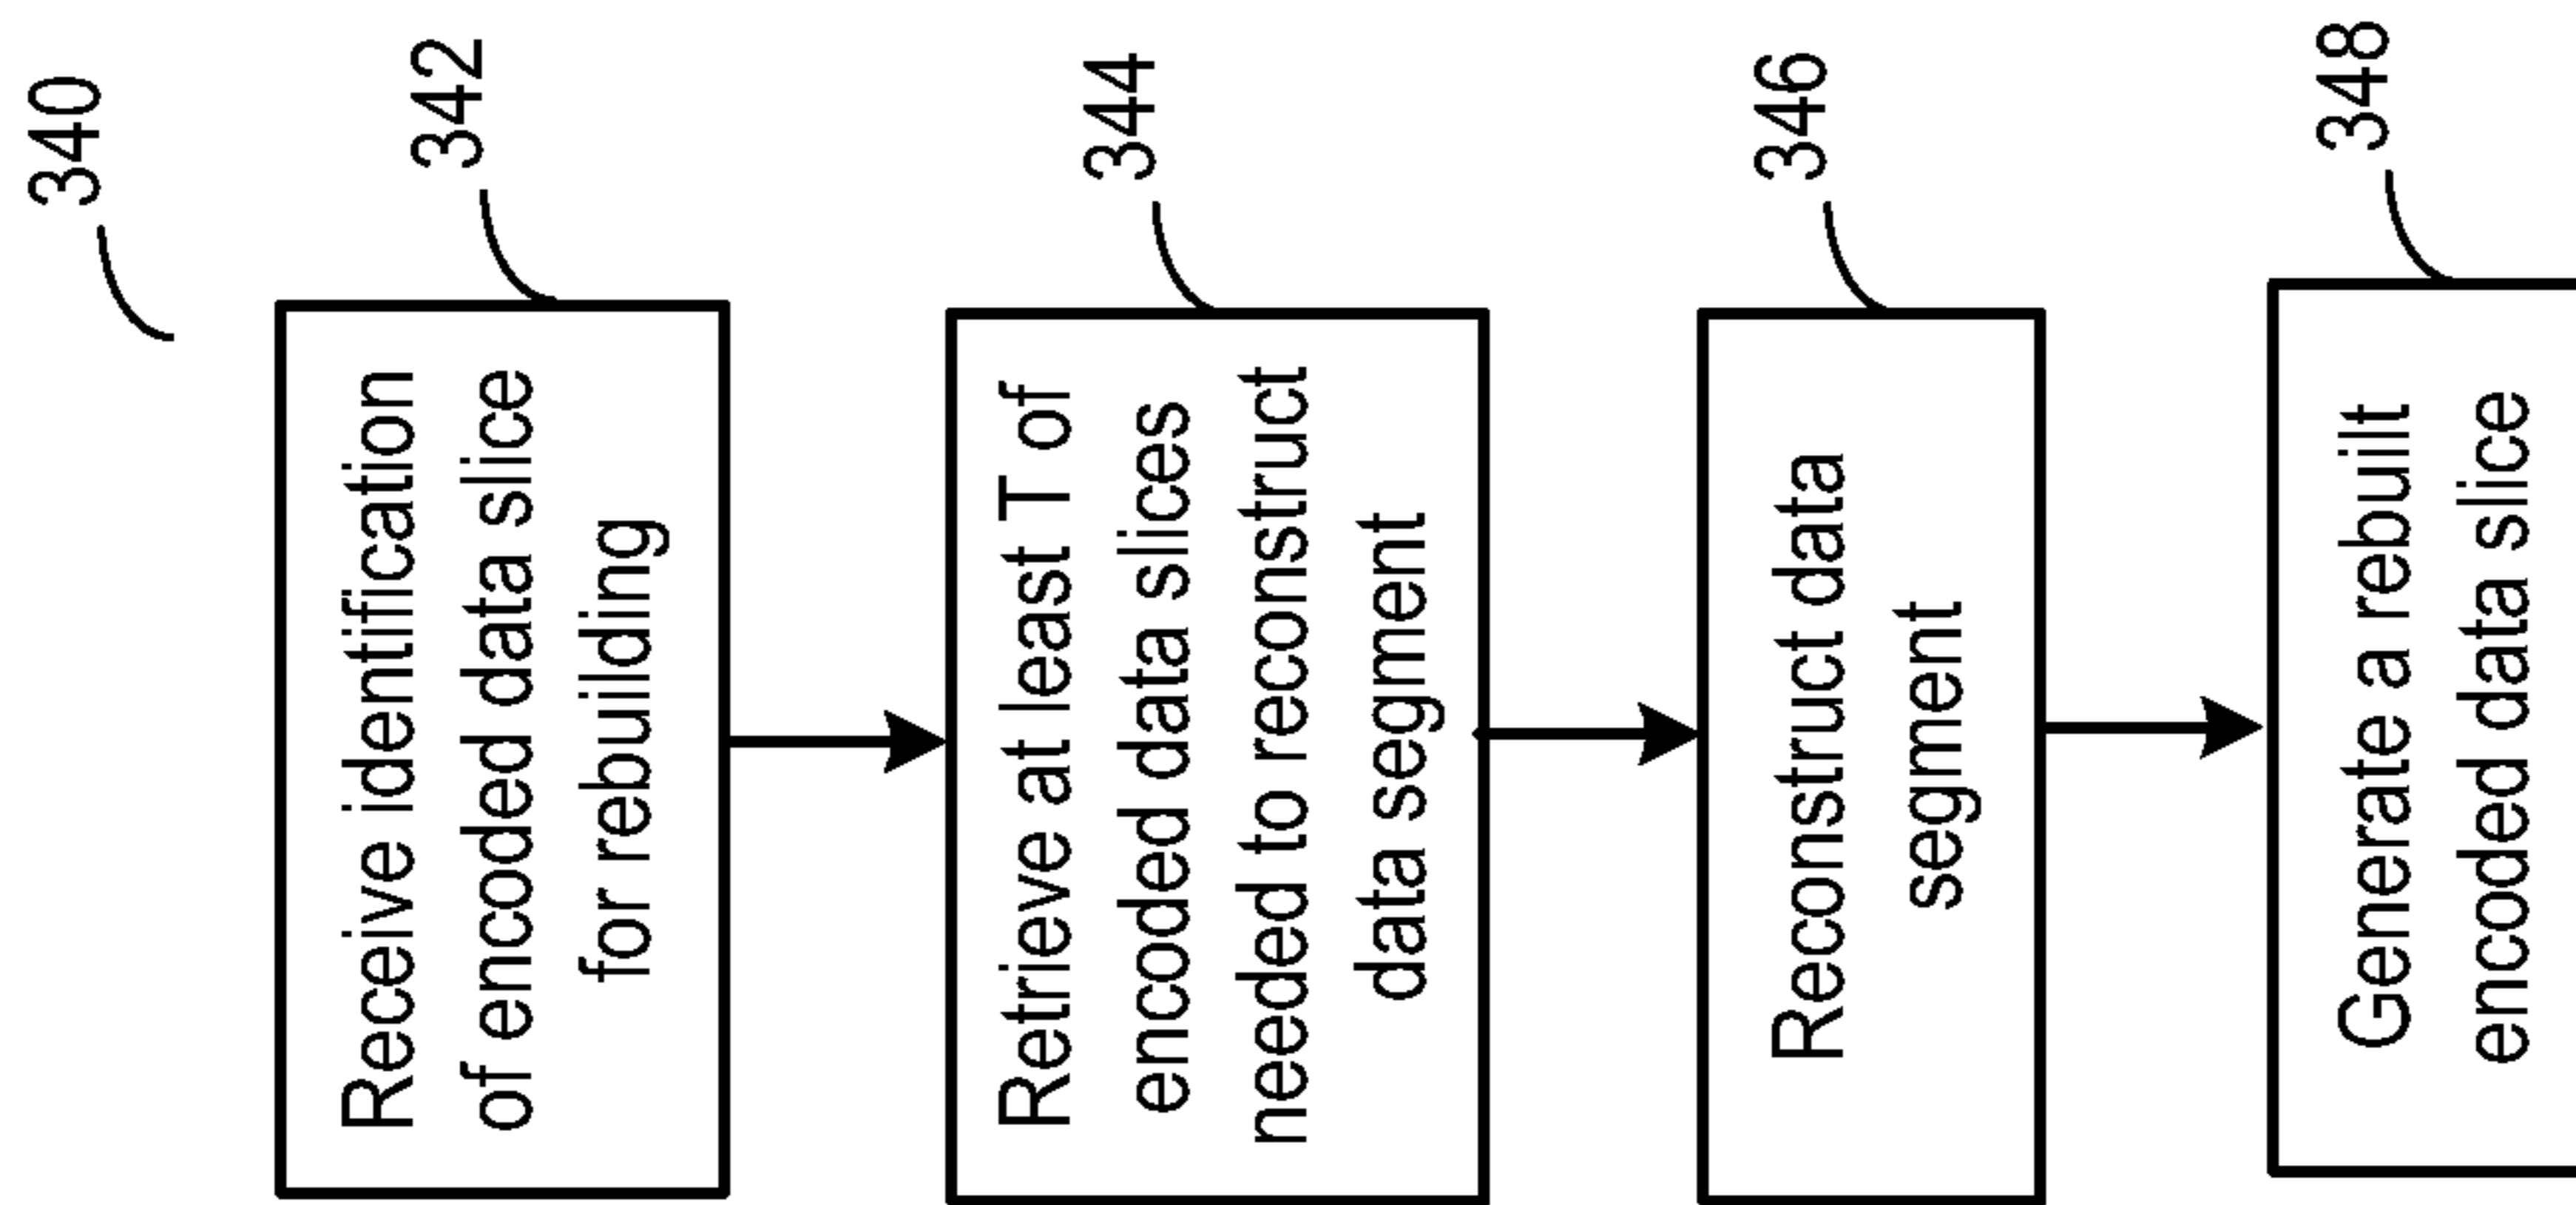 340
342
Receive identification
of encoded data slice
for rebuilding
344
Retrieve at least T of
encoded data slices
needed to reconstruct
data segment
346
Reconstruct data
segment
348
Generate a rebuilt
encoded data slice